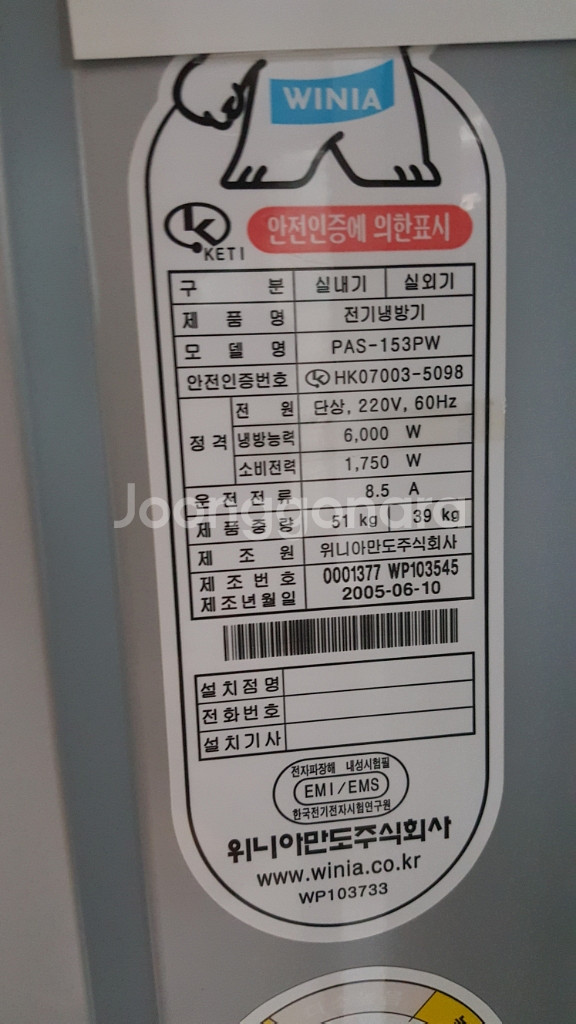 WINIA
KETI 안전인증에 의한표시
구 분 실내기 실외기
제 품 명 전기냉방기
모 델 명 PAS-153PW
안전인증번호 HK07003-5098
정 격 전 원 단상, 220V, 60Hz
냉방능력 6,000 W
소비전력 1,750 W
운 전 전 류 8.5 A
Joonggonara
제 품 중 량 51 kg 39 kg
제 조 원 위니아만도주식회사
제 조 번 호 0001377 WP103545
제조년월일 2005-06-10
설 치 점 명
전 화 번 호
설 치 기 사
전자파장해 내성시험필
EMI/EMS
한국전기전자시험연구원
위니아만도주식회사
www.winia.co.kr
WP103733